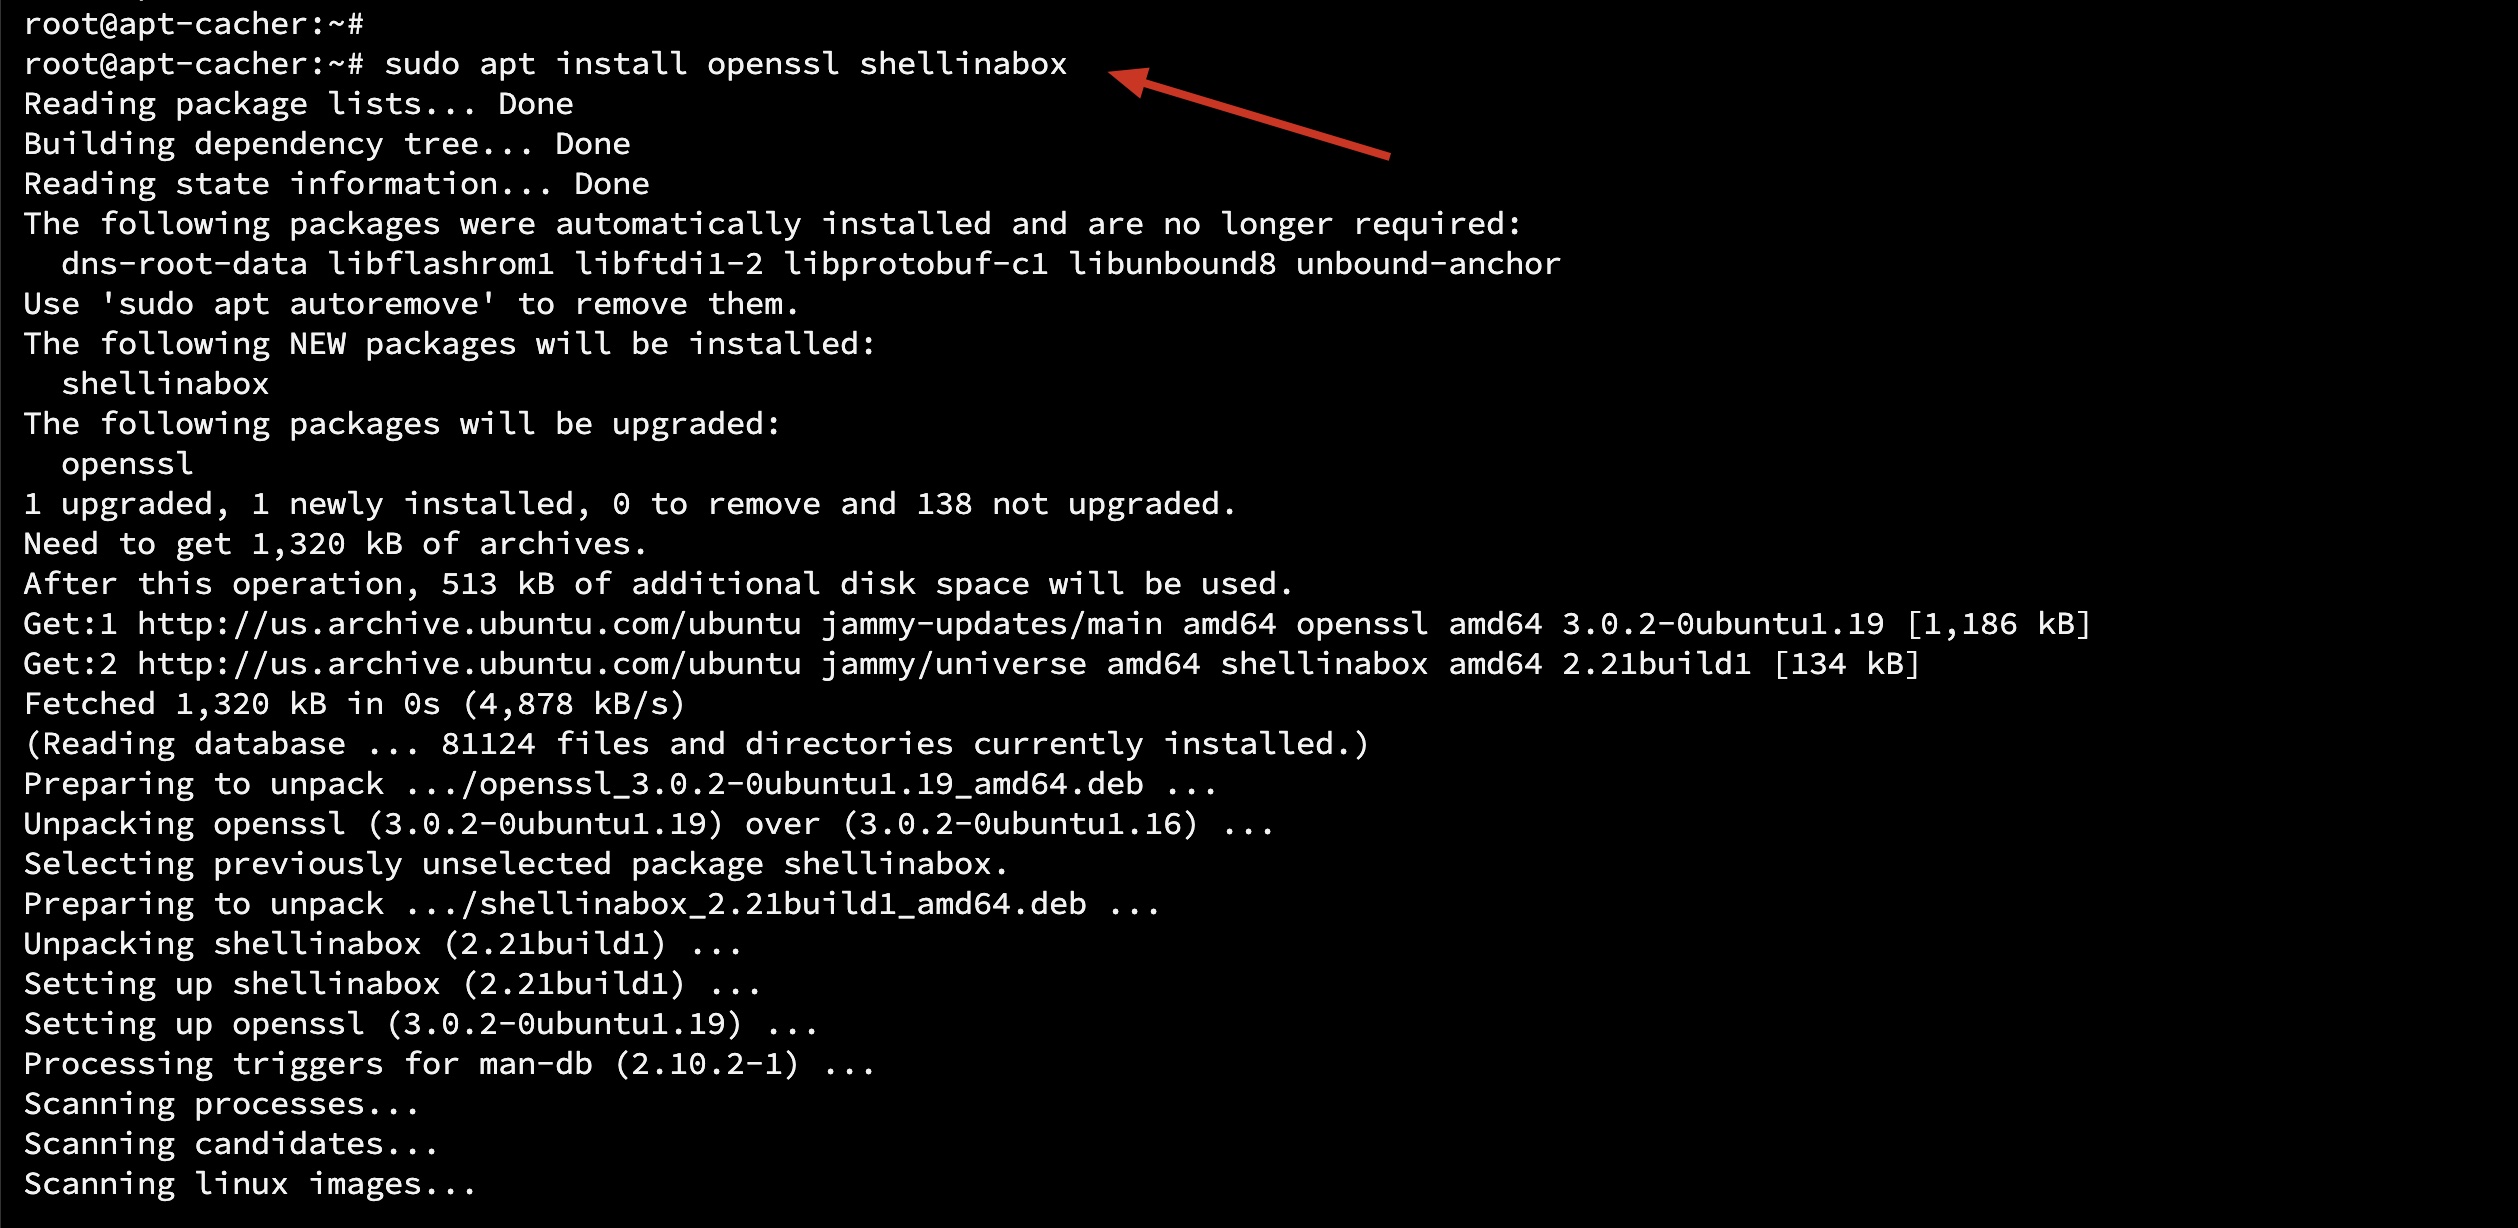 root@apt-cacher:~#
root@apt-cacher:~# sudo apt install openssl shellinabox
Reading package lists... Done
Building dependency tree... Done
Reading state information... Done
The following packages were automatically installed and are no longer required:
  dns-root-data libflashrom1 libftdi1-2 libprotobuf-c1 libunbound8 unbound-anchor
Use 'sudo apt autoremove' to remove them.
The following NEW packages will be installed:
  shellinabox
The following packages will be upgraded:
  openssl
1 upgraded, 1 newly installed, 0 to remove and 138 not upgraded.
Need to get 1,320 kB of archives.
After this operation, 513 kB of additional disk space will be used.
Get:1 http://us.archive.ubuntu.com/ubuntu jammy-updates/main amd64 openssl amd64 3.0.2-0ubuntu1.19 [1,186 kB]
Get:2 http://us.archive.ubuntu.com/ubuntu jammy/universe amd64 shellinabox amd64 2.21build1 [134 kB]
Fetched 1,320 kB in 0s (4,878 kB/s)
(Reading database ... 81124 files and directories currently installed.)
Preparing to unpack .../openssl_3.0.2-0ubuntu1.19_amd64.deb ...
Unpacking openssl (3.0.2-0ubuntu1.19) over (3.0.2-0ubuntu1.16) ...
Selecting previously unselected package shellinabox.
Preparing to unpack .../shellinabox_2.21build1_amd64.deb ...
Unpacking shellinabox (2.21build1) ...
Setting up shellinabox (2.21build1) ...
Setting up openssl (3.0.2-0ubuntu1.19) ...
Processing triggers for man-db (2.10.2-1) ...
Scanning processes...
Scanning candidates...
Scanning linux images...